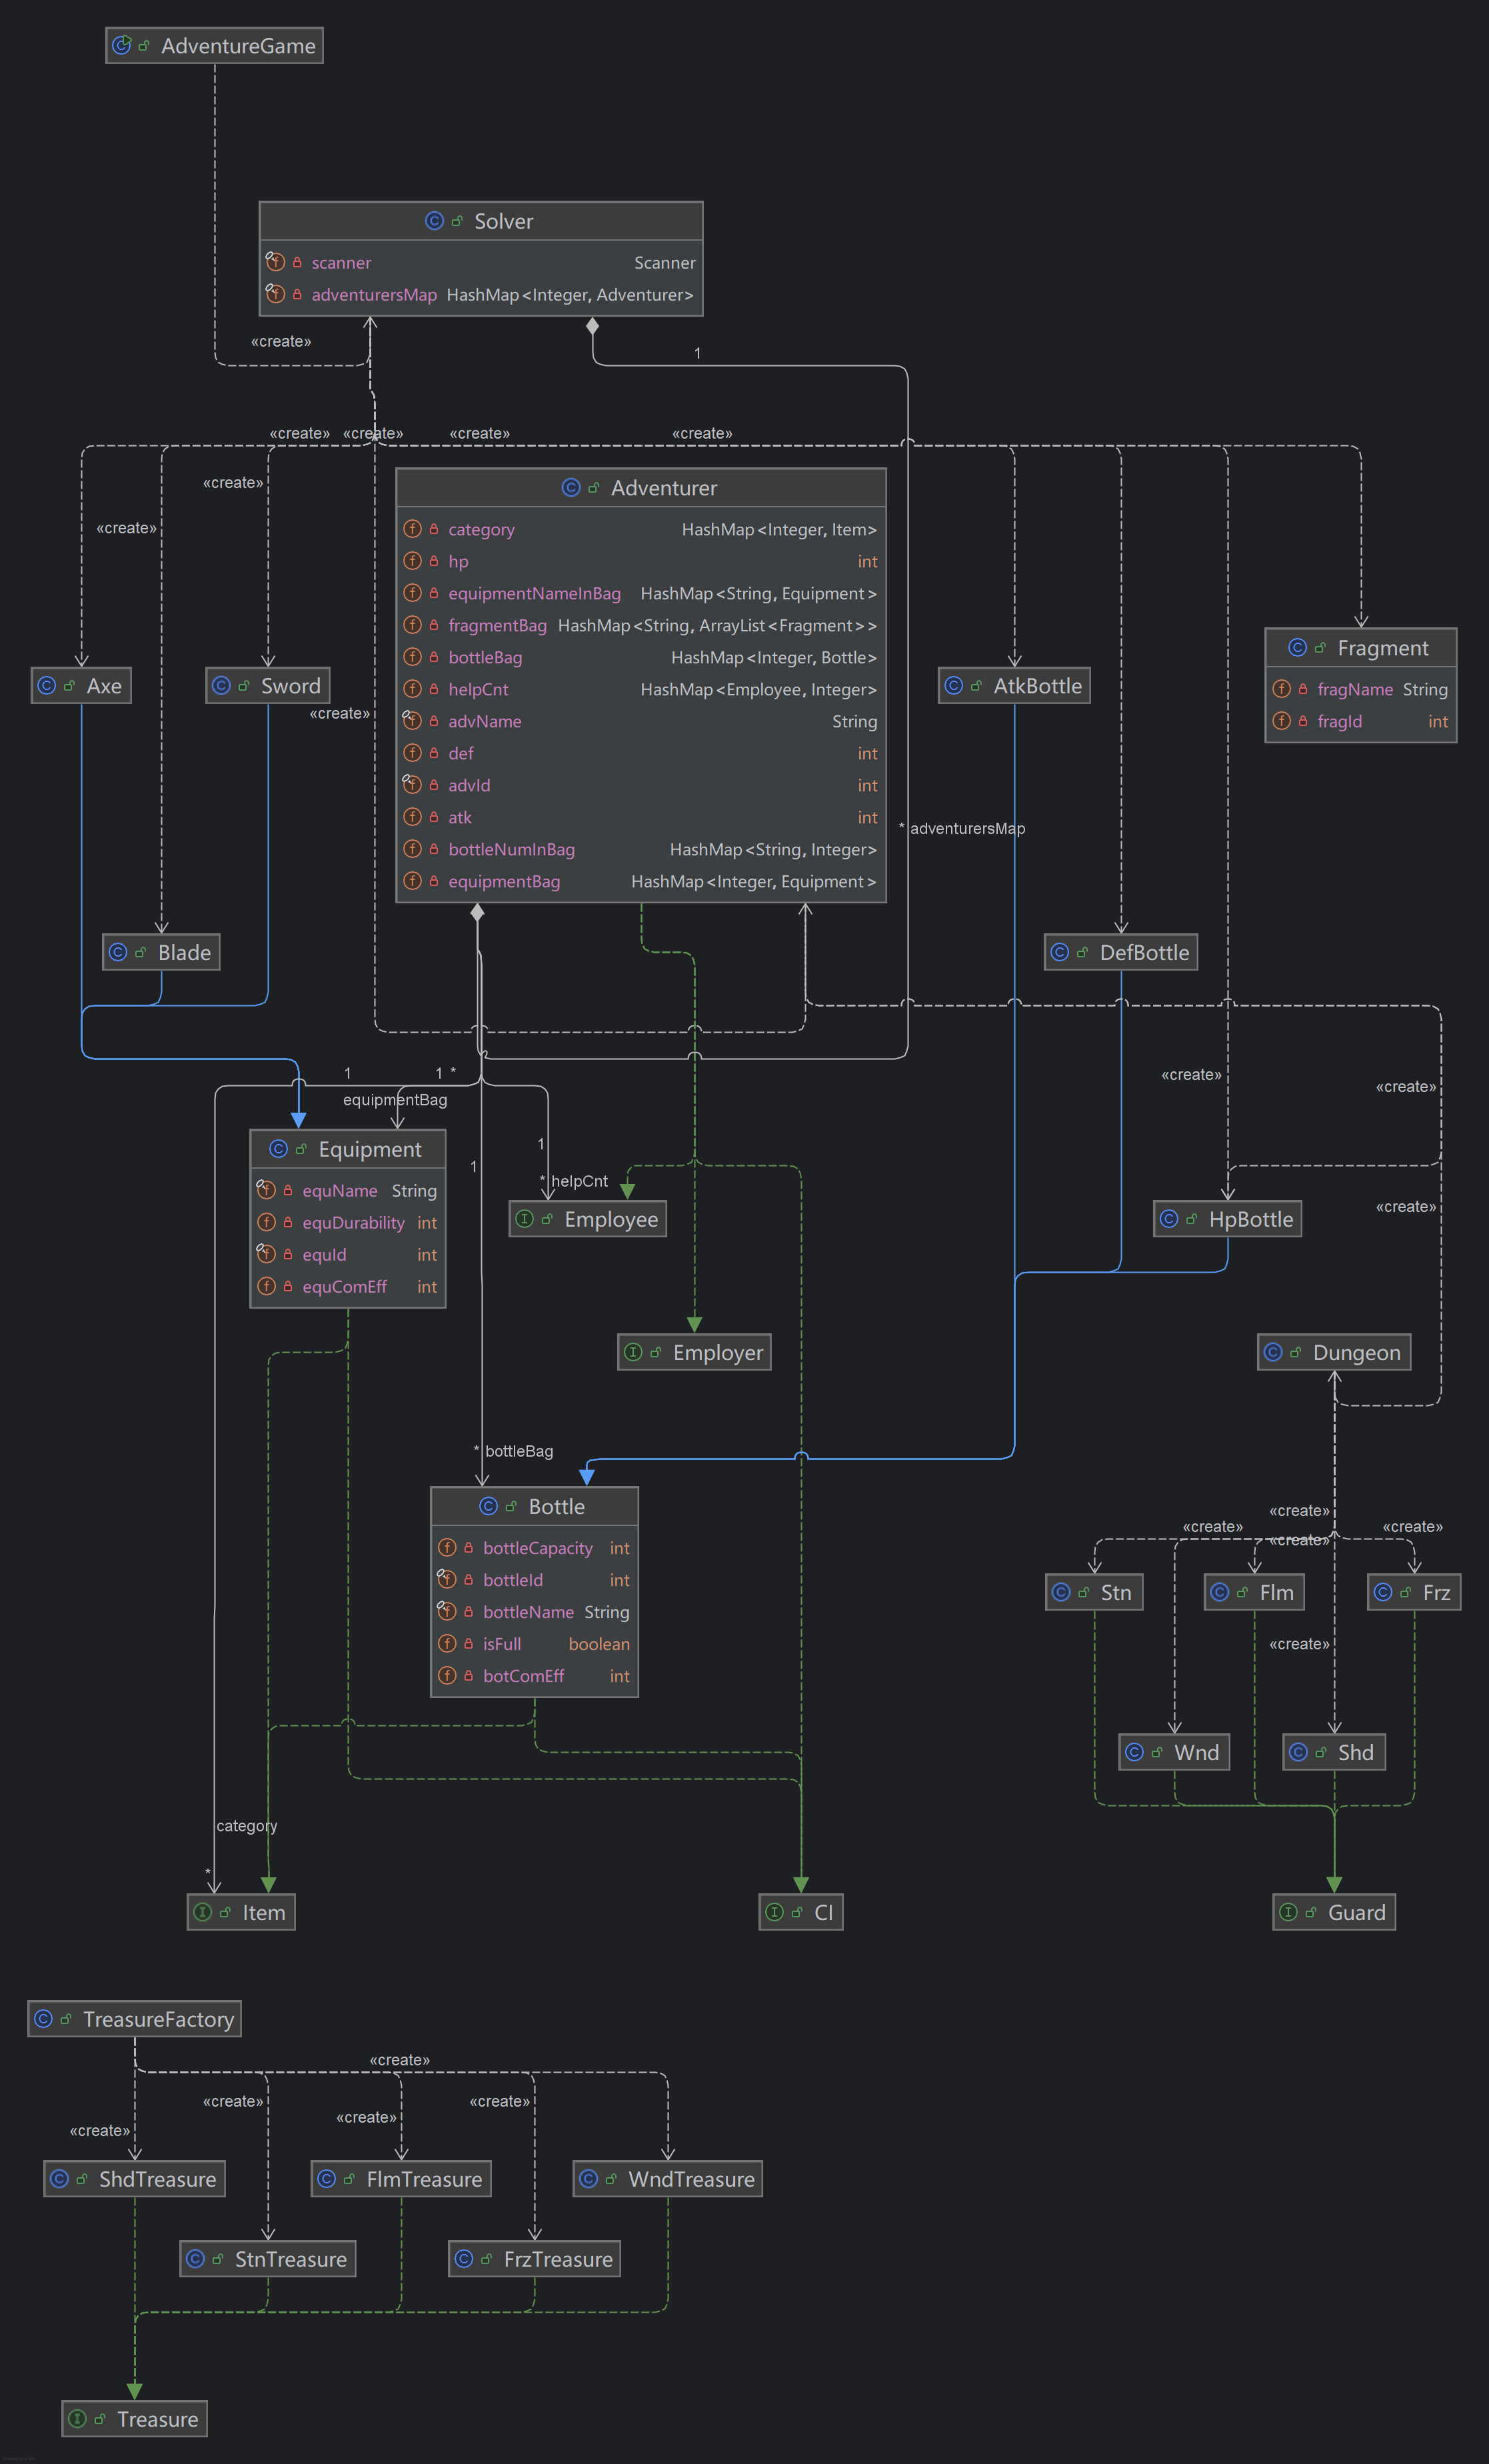 AdventureGame
Solver
scanner Scanner
adventurersMap HashMap<Integer, Adventurer>
«create»
1
«create» «create» «create» «create»
«create»
«create»
Adventurer
category HashMap<Integer, Item>
hp int
equipmentNameInBag HashMap<String, Equipment>
fragmentBag HashMap<String, ArrayList<Fragment>>
bottleBag HashMap<Integer, Bottle>
helpCnt HashMap<Employee, Integer>
advName String
def int
advId int
atk int
bottleNumInBag HashMap<String, Integer>
equipmentBag HashMap<Integer, Equipment>
Fragment
fragName String
fragId int
Axe
Sword
AtkBottle
«create»
* adventurersMap
Blade
DefBottle
1
1 *
«create»
«create»
equipmentBag
Equipment
equName String
equDurability int
equId int
equComEff int
1
1
* helpCnt
Employee
HpBottle
«create»
Employer
Dungeon
* bottleBag
Bottle
bottleCapacity int
bottleId int
bottleName String
isFull boolean
botComEff int
«create»
«create»
«create»
«create»
Stn
Flm
Frz
«create»
Wnd
Shd
category
*
Item
CI
Guard
TreasureFactory
«create»
«create»
«create»
«create»
«create»
ShdTreasure
FlmTreasure
WndTreasure
StnTreasure
FrzTreasure
Treasure